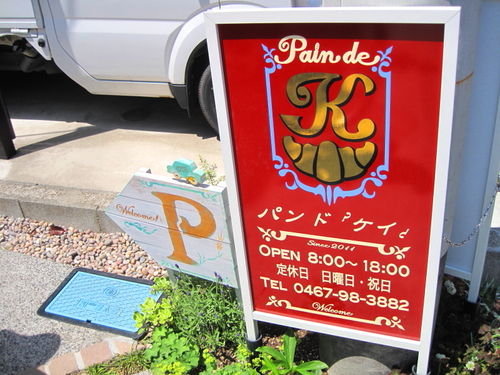 Pain de
K
パンド?ケイ
Since 2011
OPEN 8:00~18:00
定休日 日曜日・祝日
TEL 0467-98-3882
Welcome
Welcome!
P